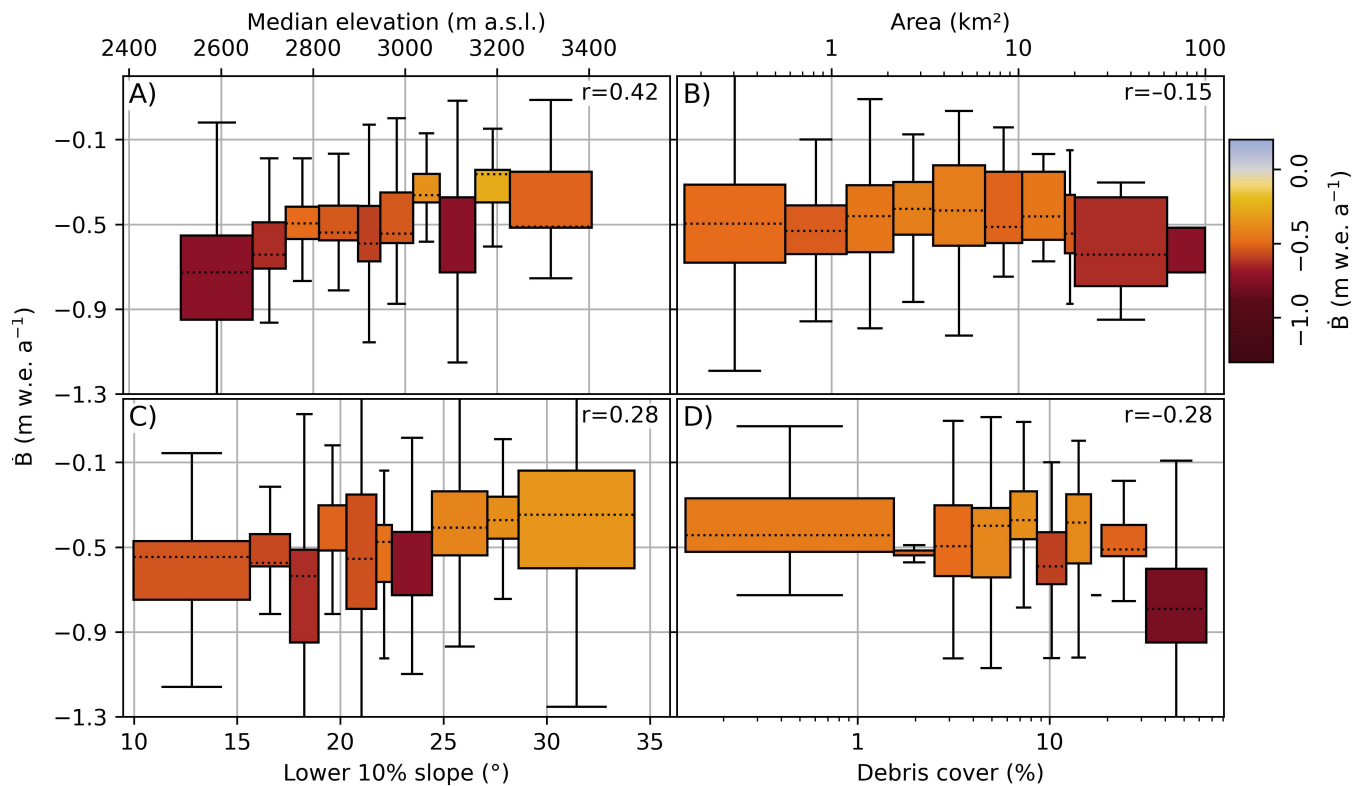 Median elevation (m a.s.l.)
2400 2600 2800 3000 3200 3400
Area (km²)
1 10 100
A) r=0.42
B) r=–0.15
−0.1
−0.5
−0.9
−1.3
0.0
−0.5
−1.0
Ḃ (m w.e. a⁻¹)
Ḃ (m w.e. a⁻¹)
C) r=0.28
D) r=–0.28
−0.1
−0.5
−0.9
−1.3
10 15 20 25 30 35
Lower 10% slope (°)
1 10
Debris cover (%)